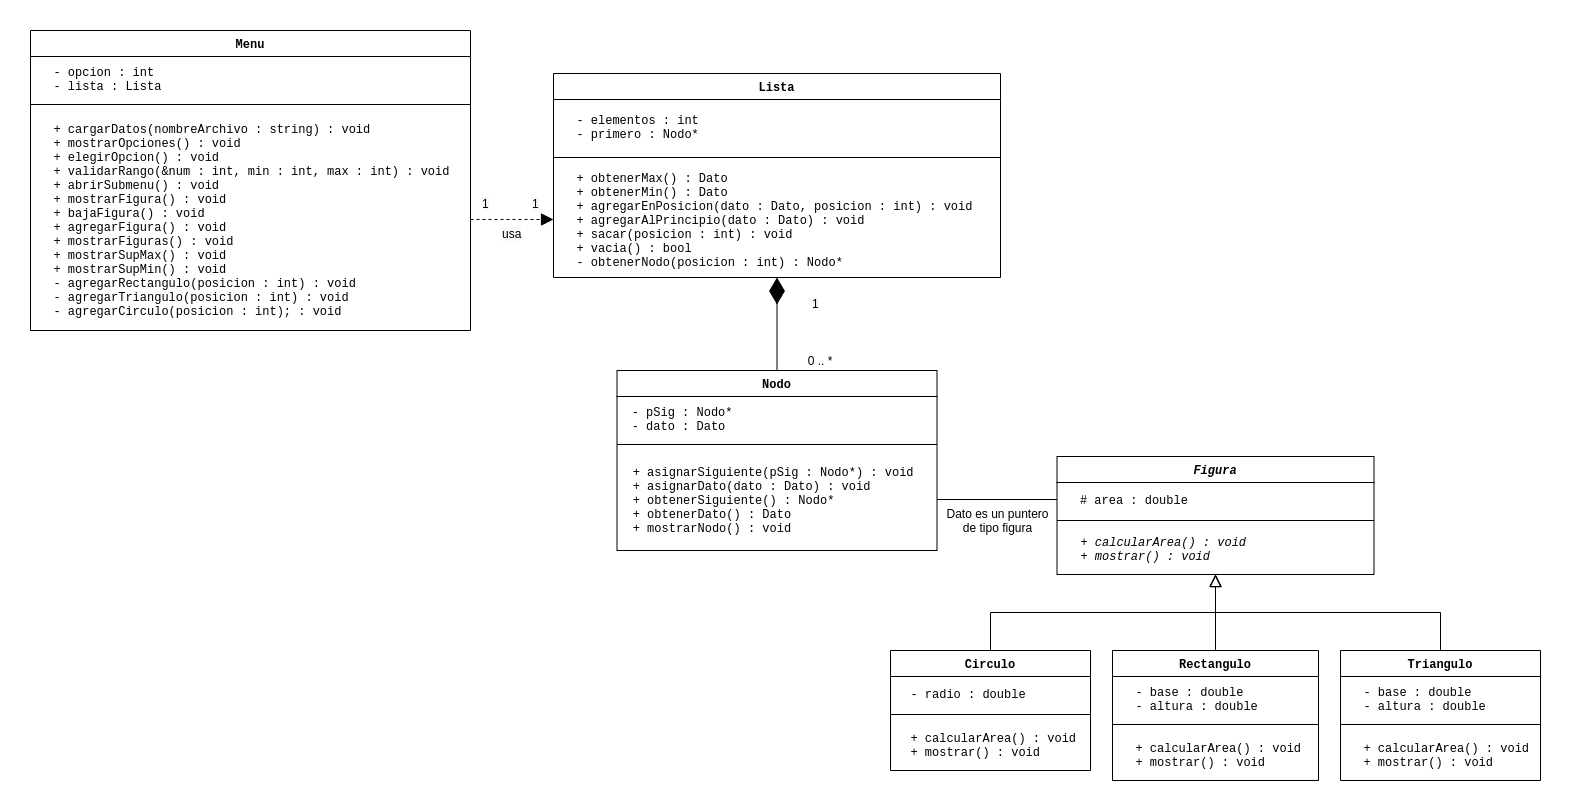 Menu
- opcion : int
- lista : Lista
+ cargarDatos(nombreArchivo : string) : void
+ mostrarOpciones() : void
+ elegirOpcion() : void
+ validarRango(&num : int, min : int, max : int) : void
+ abrirSubmenu() : void
+ mostrarFigura() : void
+ bajaFigura() : void
+ agregarFigura() : void
+ mostrarFiguras() : void
+ mostrarSupMax() : void
+ mostrarSupMin() : void
- agregarRectangulo(posicion : int) : void
- agregarTriangulo(posicion : int) : void
- agregarCirculo(posicion : int); : void
1
1
usa
Lista
- elementos : int
- primero : Nodo*
+ obtenerMax() : Dato
+ obtenerMin() : Dato
+ agregarEnPosicion(dato : Dato, posicion : int) : void
+ agregarAlPrincipio(dato : Dato) : void
+ sacar(posicion : int) : void
+ vacia() : bool
- obtenerNodo(posicion : int) : Nodo*
1
0 .. *
Nodo
- pSig : Nodo*
- dato : Dato
+ asignarSiguiente(pSig : Nodo*) : void
+ asignarDato(dato : Dato) : void
+ obtenerSiguiente() : Nodo*
+ obtenerDato() : Dato
+ mostrarNodo() : void
Dato es un puntero
de tipo figura
Figura
# area : double
+ calcularArea() : void
+ mostrar() : void
Circulo
- radio : double
+ calcularArea() : void
+ mostrar() : void
Rectangulo
- base : double
- altura : double
+ calcularArea() : void
+ mostrar() : void
Triangulo
- base : double
- altura : double
+ calcularArea() : void
+ mostrar() : void